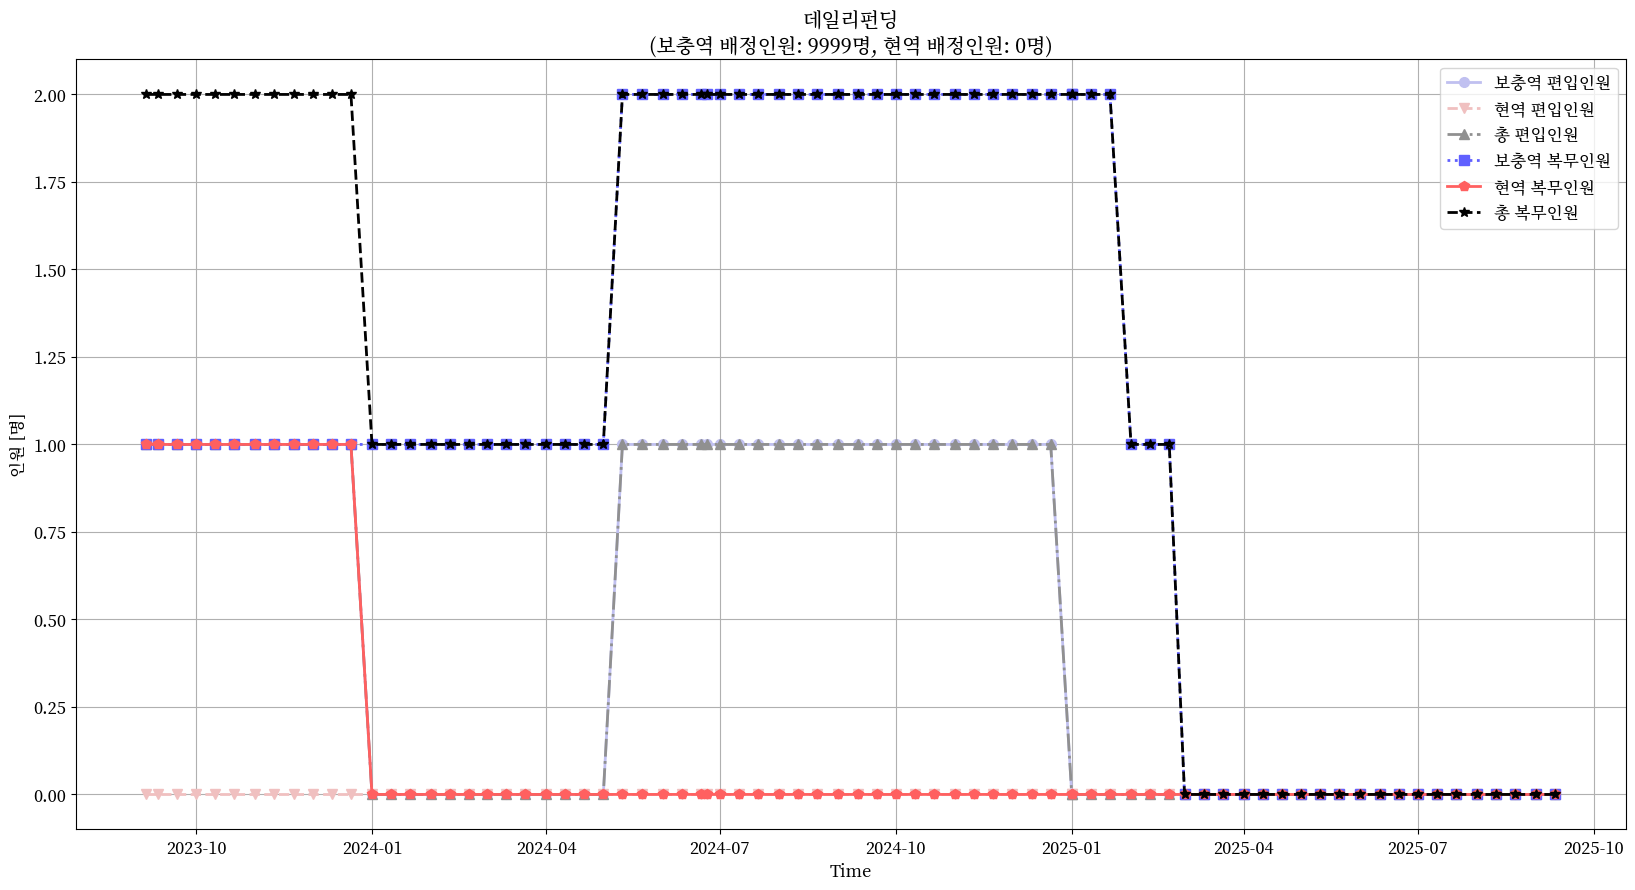 데일리펀딩
(보충역 배정인원: 9999명, 현역 배정인원: 0명)
2.00
1.75
1.50
1.25
1.00
0.75
0.50
0.25
0.00
인원 [명]
보충역 편입인원
현역 편입인원
총 편입인원
보충역 복무인원
현역 복무인원
총 복무인원
2023-10
2024-01
2024-04
2024-07
2024-10
2025-01
2025-04
2025-07
2025-10
Time